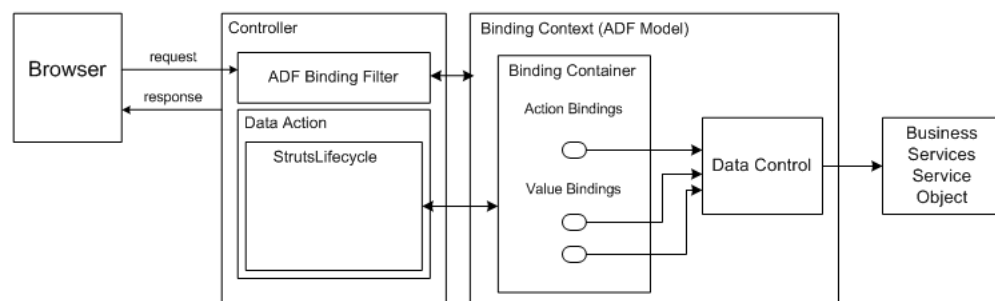 Browser
request
response
Controller
ADF Binding Filter
Data Action
StrutsLifecycle
Binding Context (ADF Model)
Binding Container
Action Bindings
Value Bindings
Data Control
Business
Services
Service
Object